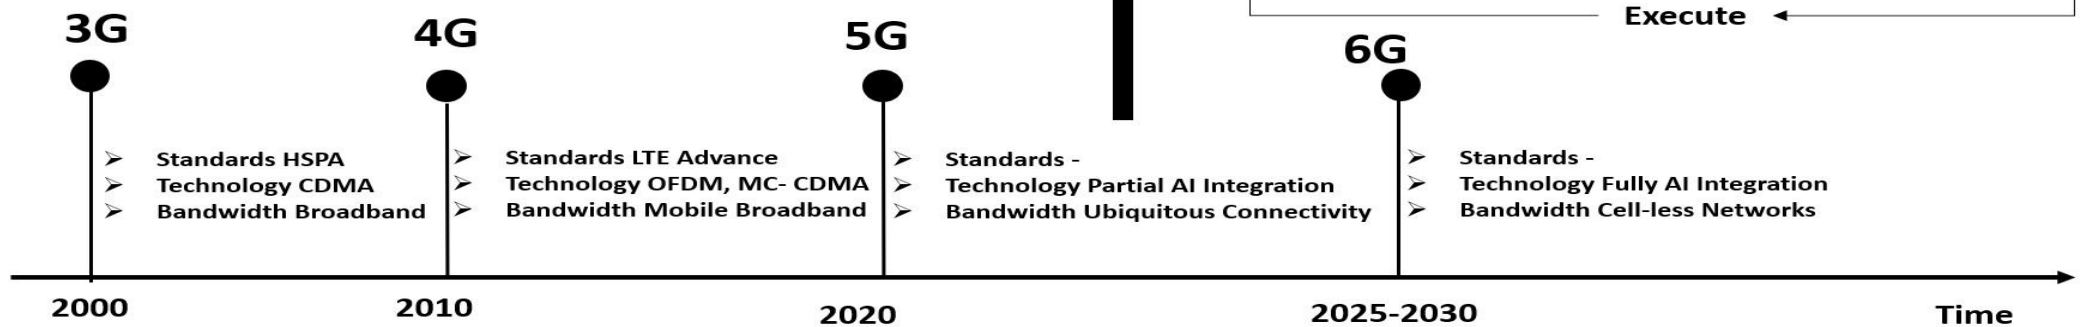 Execute
3G
4G
5G
6G
Standards HSPA
Technology CDMA
Bandwidth Broadband
Standards LTE Advance
Technology OFDM, MC- CDMA
Bandwidth Mobile Broadband
Standards -
Technology Partial AI Integration
Bandwidth Ubiquitous Connectivity
Standards -
Technology Fully AI Integration
Bandwidth Cell-less Networks
2000
2010
2020
2025-2030
Time